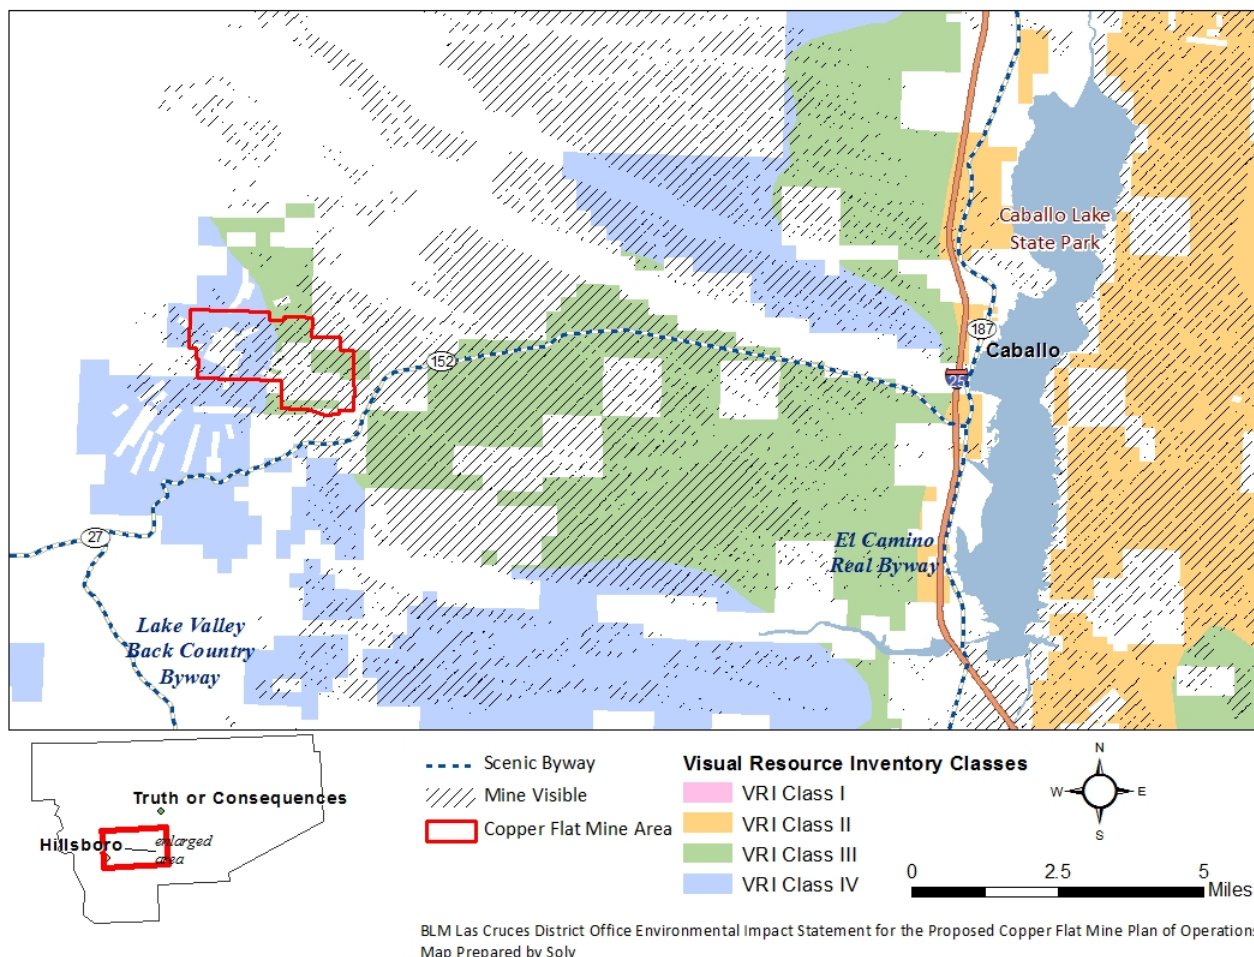 Caballo Lake
State Park
187
Caballo
152
25
27
El Camino
Real Byway
Lake Valley
Back Country
Byway
Truth or Consequences
Hillsboro
enlarged
area
Scenic Byway
Mine Visible
Copper Flat Mine Area
Visual Resource Inventory Classes
VRI Class I
VRI Class II
VRI Class III
VRI Class IV
N
W
E
S
0 2.5 5
Miles
BLM Las Cruces District Office Environmental Impact Statement for the Proposed Copper Flat Mine Plan of Operations
Map Prepared by Solv